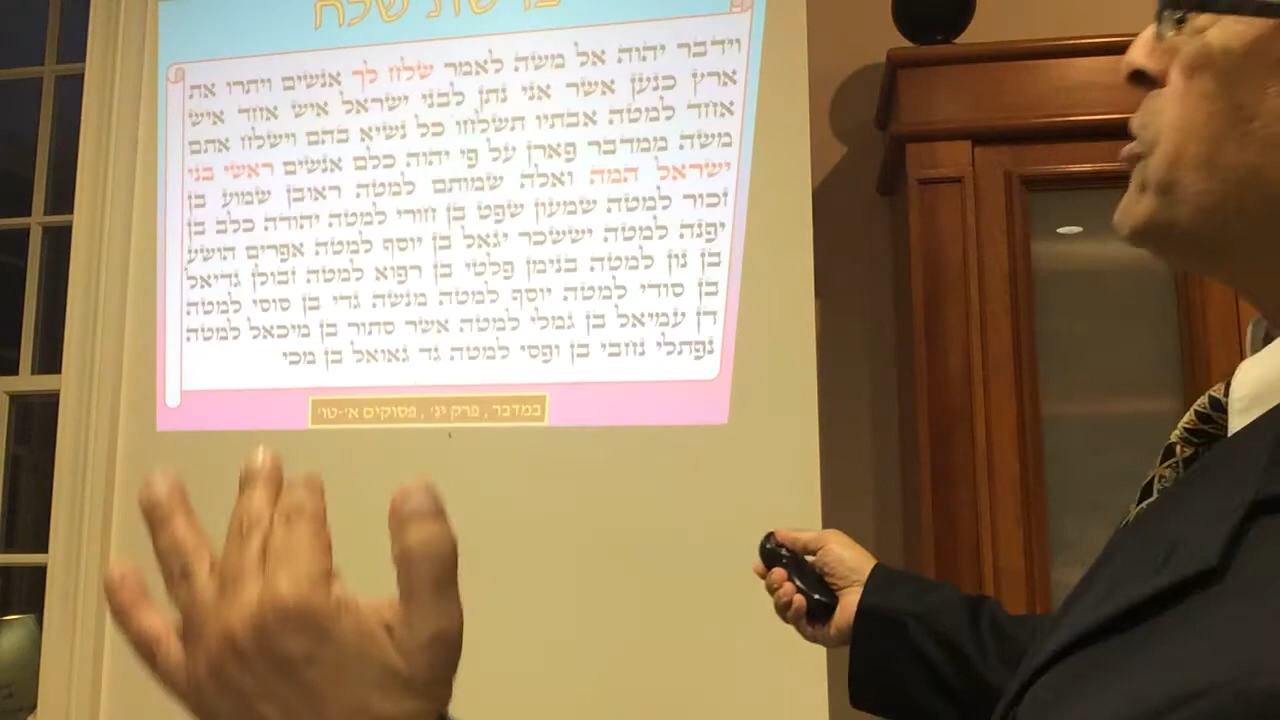 פרשת שלח
וידבר יהוה אל משה לאמר שלח לך אנשים ויתרו את
ארץ כנען אשר אני נתן לבני ישראל איש אחד איש
אחד למטה אבתיו תשלחו כל נשיא בהם וישלח אתם
משה ממדבר פארן על פי יהוה כלם אנשים ראשי בני
ישראל המה ואלה שמותם למטה ראובן שמוע בן
זכור למטה שמעון שפט בן חורי למטה יהודה כלב בן
יפנה למטה יששכר יגאל בן יוסף למטה אפרים הושע
בן נון למטה בנימן פלטי בן רפוא למטה זבולן גדיאל
בן סודי למטה יוסף למטה מנשה גדי בן סוסי למטה
דן עמיאל בן גמלי למטה אשר סתור בן מיכאל למטה
נפתלי נחבי בן ופסי למטה גד גאואל בן מכי
במדבר, פרק יג', פסוקים א'-טו'